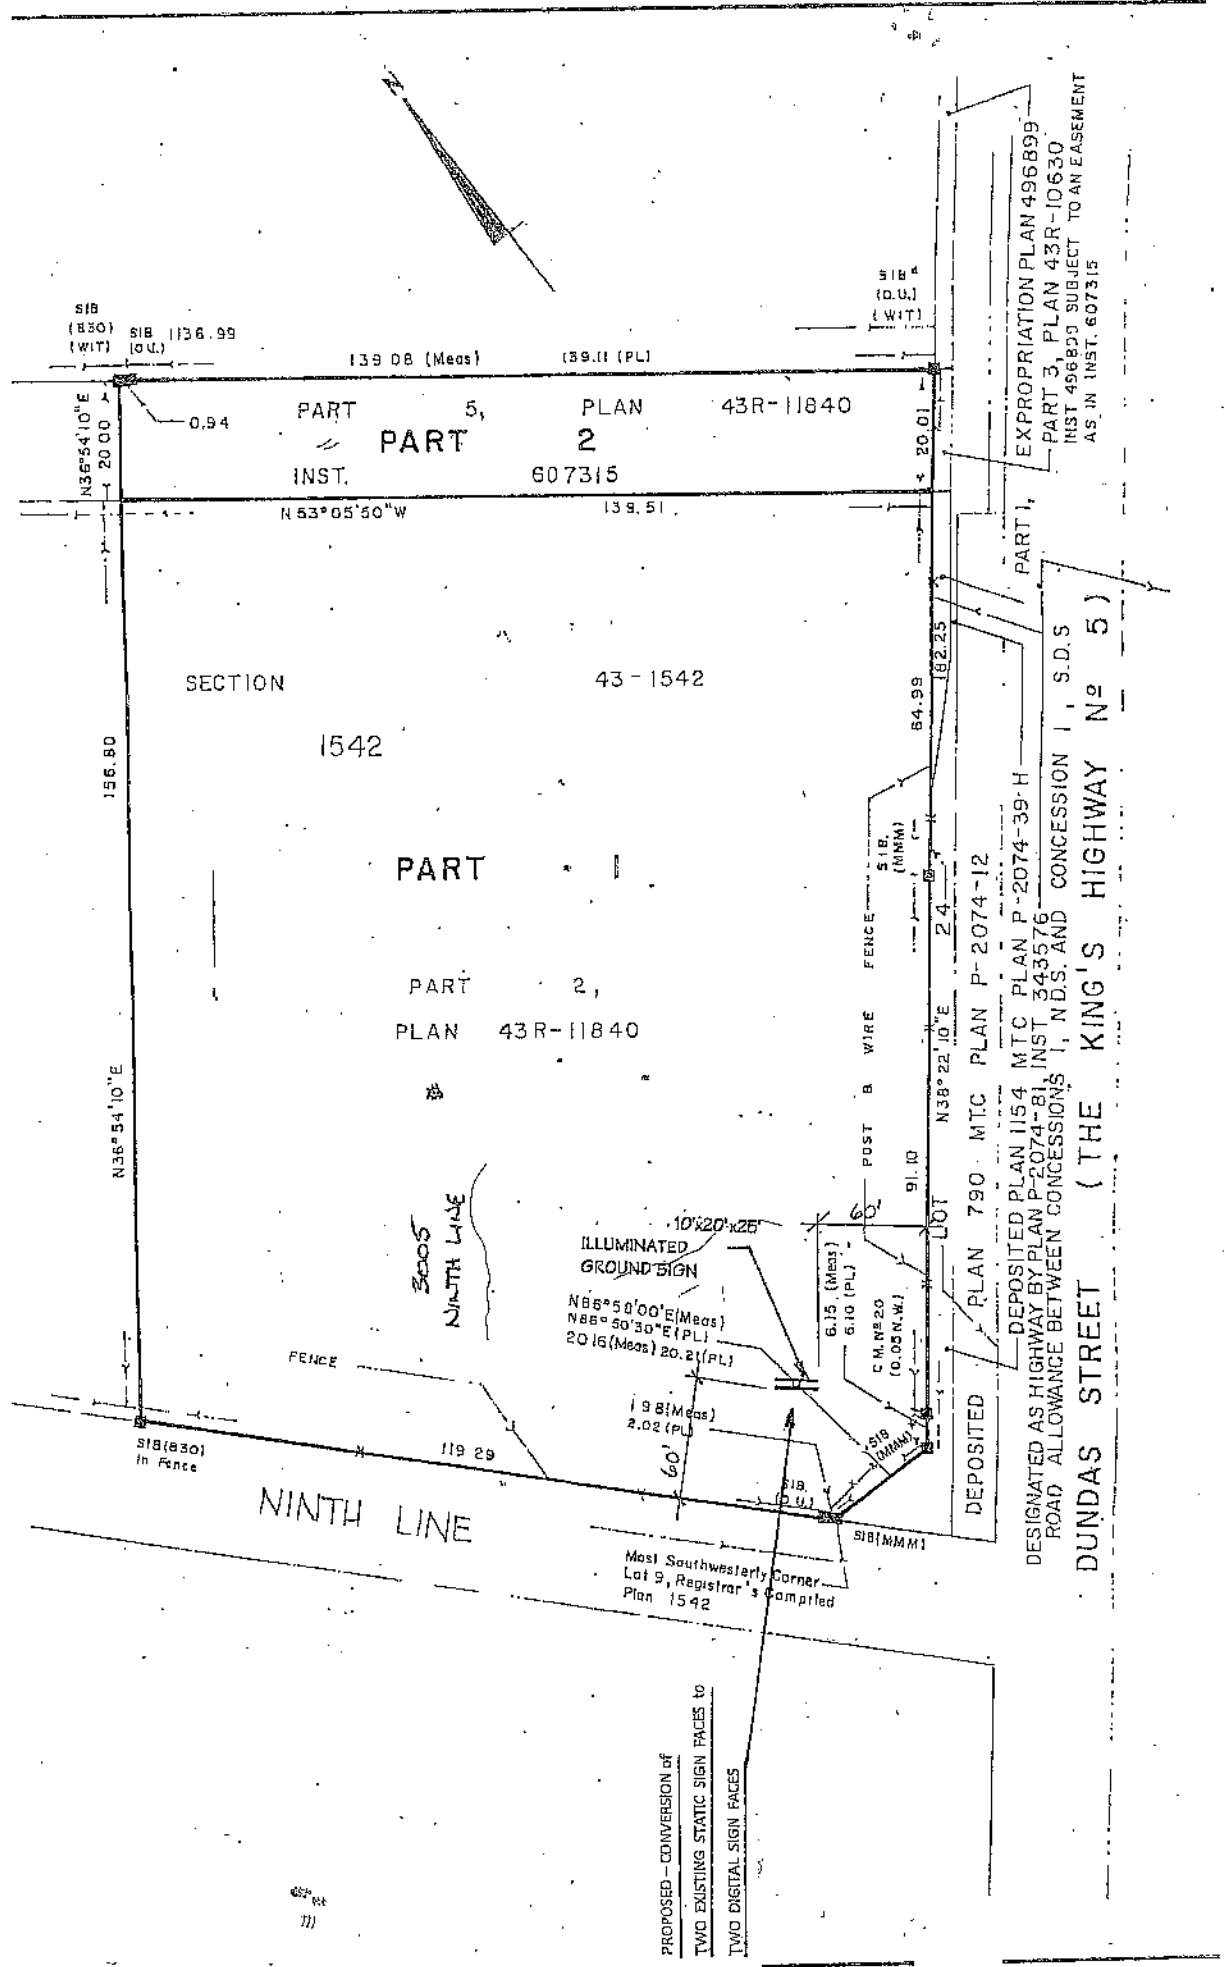 N
SIB
(830)
(WIT)
SIB
(O.U.)
1136.99
SIB
(O.U.)
(WIT)
139 08 (Meas)
139.11 (PL)
N36°54'10"E
20 00
0.94
PART 5, PLAN 43R-11840
PART 2
INST. 607315
20.01
N53°05'50"W
139.51
EXPROPRIATION PLAN 496899
PART 1,
PART 3, PLAN 43R-10630
INST 496899 SUBJECT TO AN EASEMENT
AS IN INST. 607315
SECTION 43-1542
1542
156.80
64.99
182.25
PART 1
SIB.
(MMM)
POST & WIRE FENCE
PART 2,
PLAN 43R-11840
N36°54'10"E
N38°22'10"E
91.10
LOT 24
3005
NINTH LINE
10'x20'x25'
ILLUMINATED
GROUND SIGN
60'
N86°58'00"E(Meas)
N86°50'30"E(PL)
20.16(Meas) 20.21(PL)
6.15 (Meas)
6.10 (PL)
C.M. Nº 20
(0.05 N.W.)
FENCE
1 98(Meas)
2.02 (PL)
60'
SIB
(MMM)
SIB.
(O.U.)
SIB(MMM)
SIB(830)
In Fence
119 29
NINTH LINE
Most Southwesterly Corner
Lot 9, Registrar's Compiled
Plan 1542
DEPOSITED PLAN 790 MTC PLAN P-2074-12
DEPOSITED PLAN 1154 MTC PLAN P-2074-39-H
DESIGNATED AS HIGHWAY BY PLAN P-2074-81, INST 343576
ROAD ALLOWANCE BETWEEN CONCESSIONS 1, N.D.S. AND CONCESSION 1, S.D.S
DUNDAS STREET (THE KING'S HIGHWAY Nº 5)
PROPOSED - CONVERSION of
TWO EXISTING STATIC SIGN FACES to
TWO DIGITAL SIGN FACES